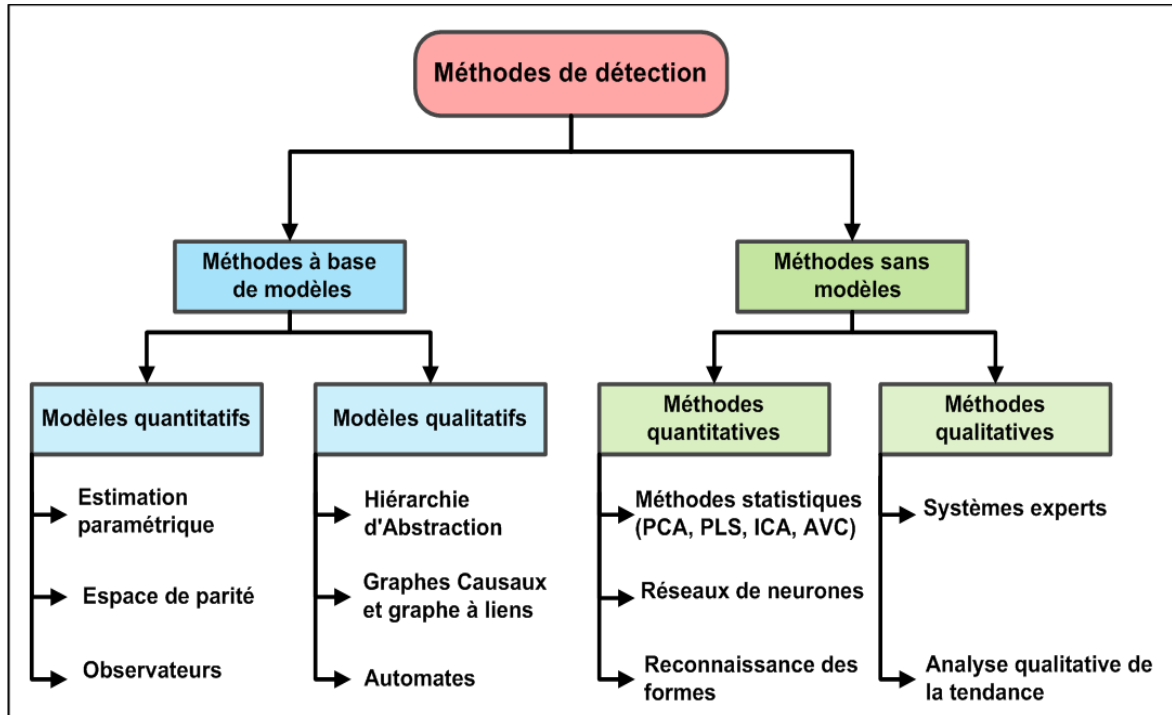 Méthodes de détection
Méthodes à base
de modèles
Méthodes sans
modèles
Modèles quantitatifs
Modèles qualitatifs
Méthodes
quantitatives
Méthodes
qualitatives
Estimation
paramétrique
Espace de parité
Observateurs
Hiérarchie
d'Abstraction
Graphes Causaux
et graphe à liens
Automates
Méthodes statistiques
(PCA, PLS, ICA, AVC)
Réseaux de neurones
Reconnaissance des
formes
Systèmes experts
Analyse qualitative de
la tendance